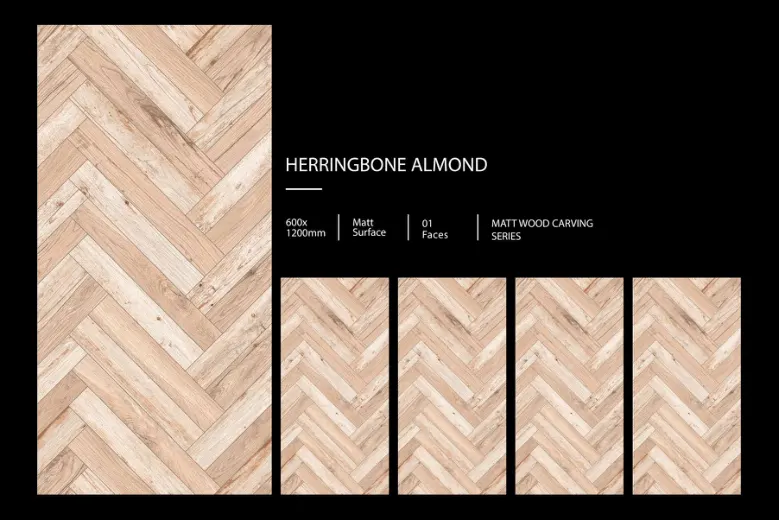 HERRINGBONE ALMOND
600x
1200mm
Matt
Surface
01
Faces
MATT WOOD CARVING
SERIES